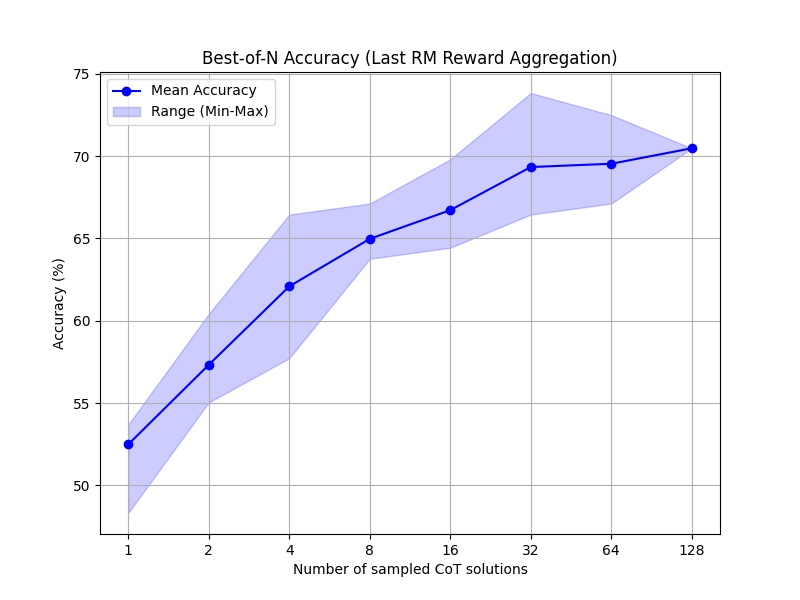 Best-of-N Accuracy (Last RM Reward Aggregation)
Mean Accuracy
Range (Min-Max)
Accuracy (%)
75
70
65
60
55
50
1 2 4 8 16 32 64 128
Number of sampled CoT solutions